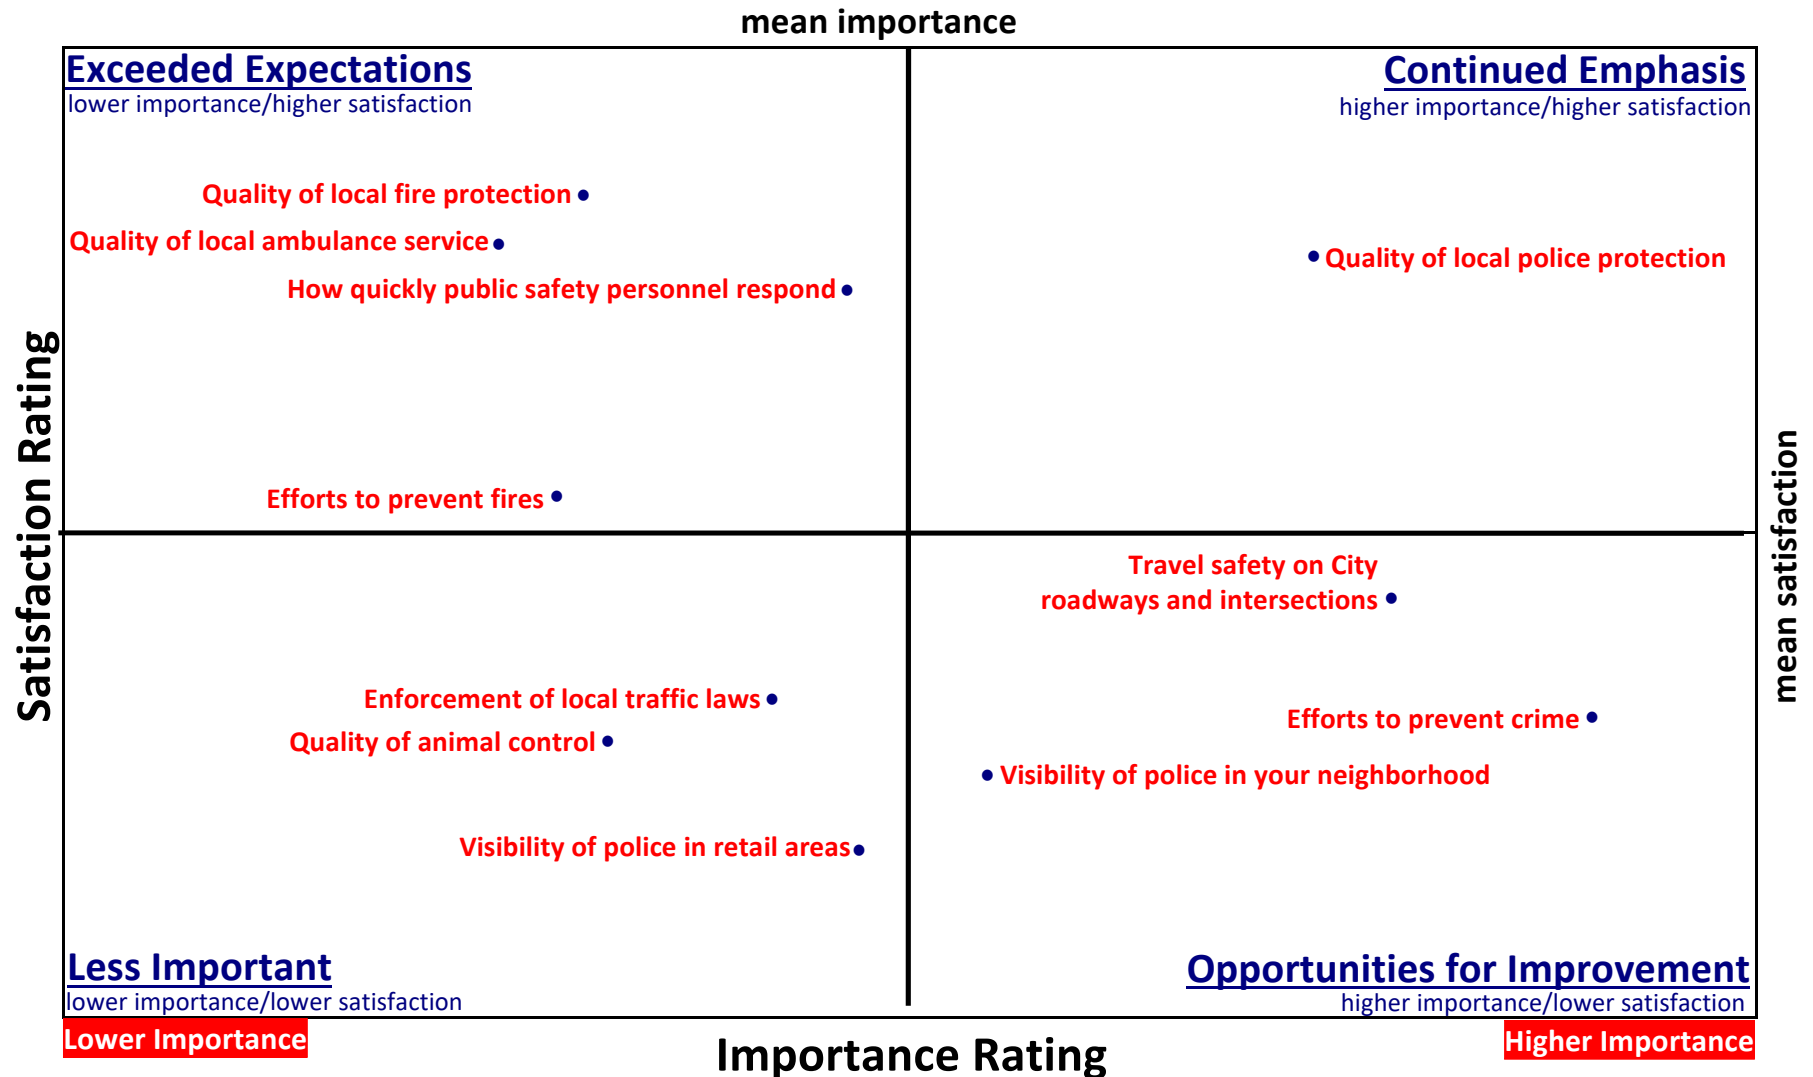 mean importance
Exceeded Expectations
lower importance/higher satisfaction
Continued Emphasis
higher importance/higher satisfaction
Quality of local fire protection
Quality of local ambulance service
How quickly public safety personnel respond
Quality of local police protection
Efforts to prevent fires
Satisfaction Rating
mean satisfaction
Travel safety on City
roadways and intersections
Enforcement of local traffic laws
Quality of animal control
Efforts to prevent crime
Visibility of police in your neighborhood
Visibility of police in retail areas
Less Important
lower importance/lower satisfaction
Opportunities for Improvement
higher importance/lower satisfaction
Lower Importance
Importance Rating
Higher Importance